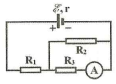 ℰ, r
+ −
R₂
R₁ R₃ A